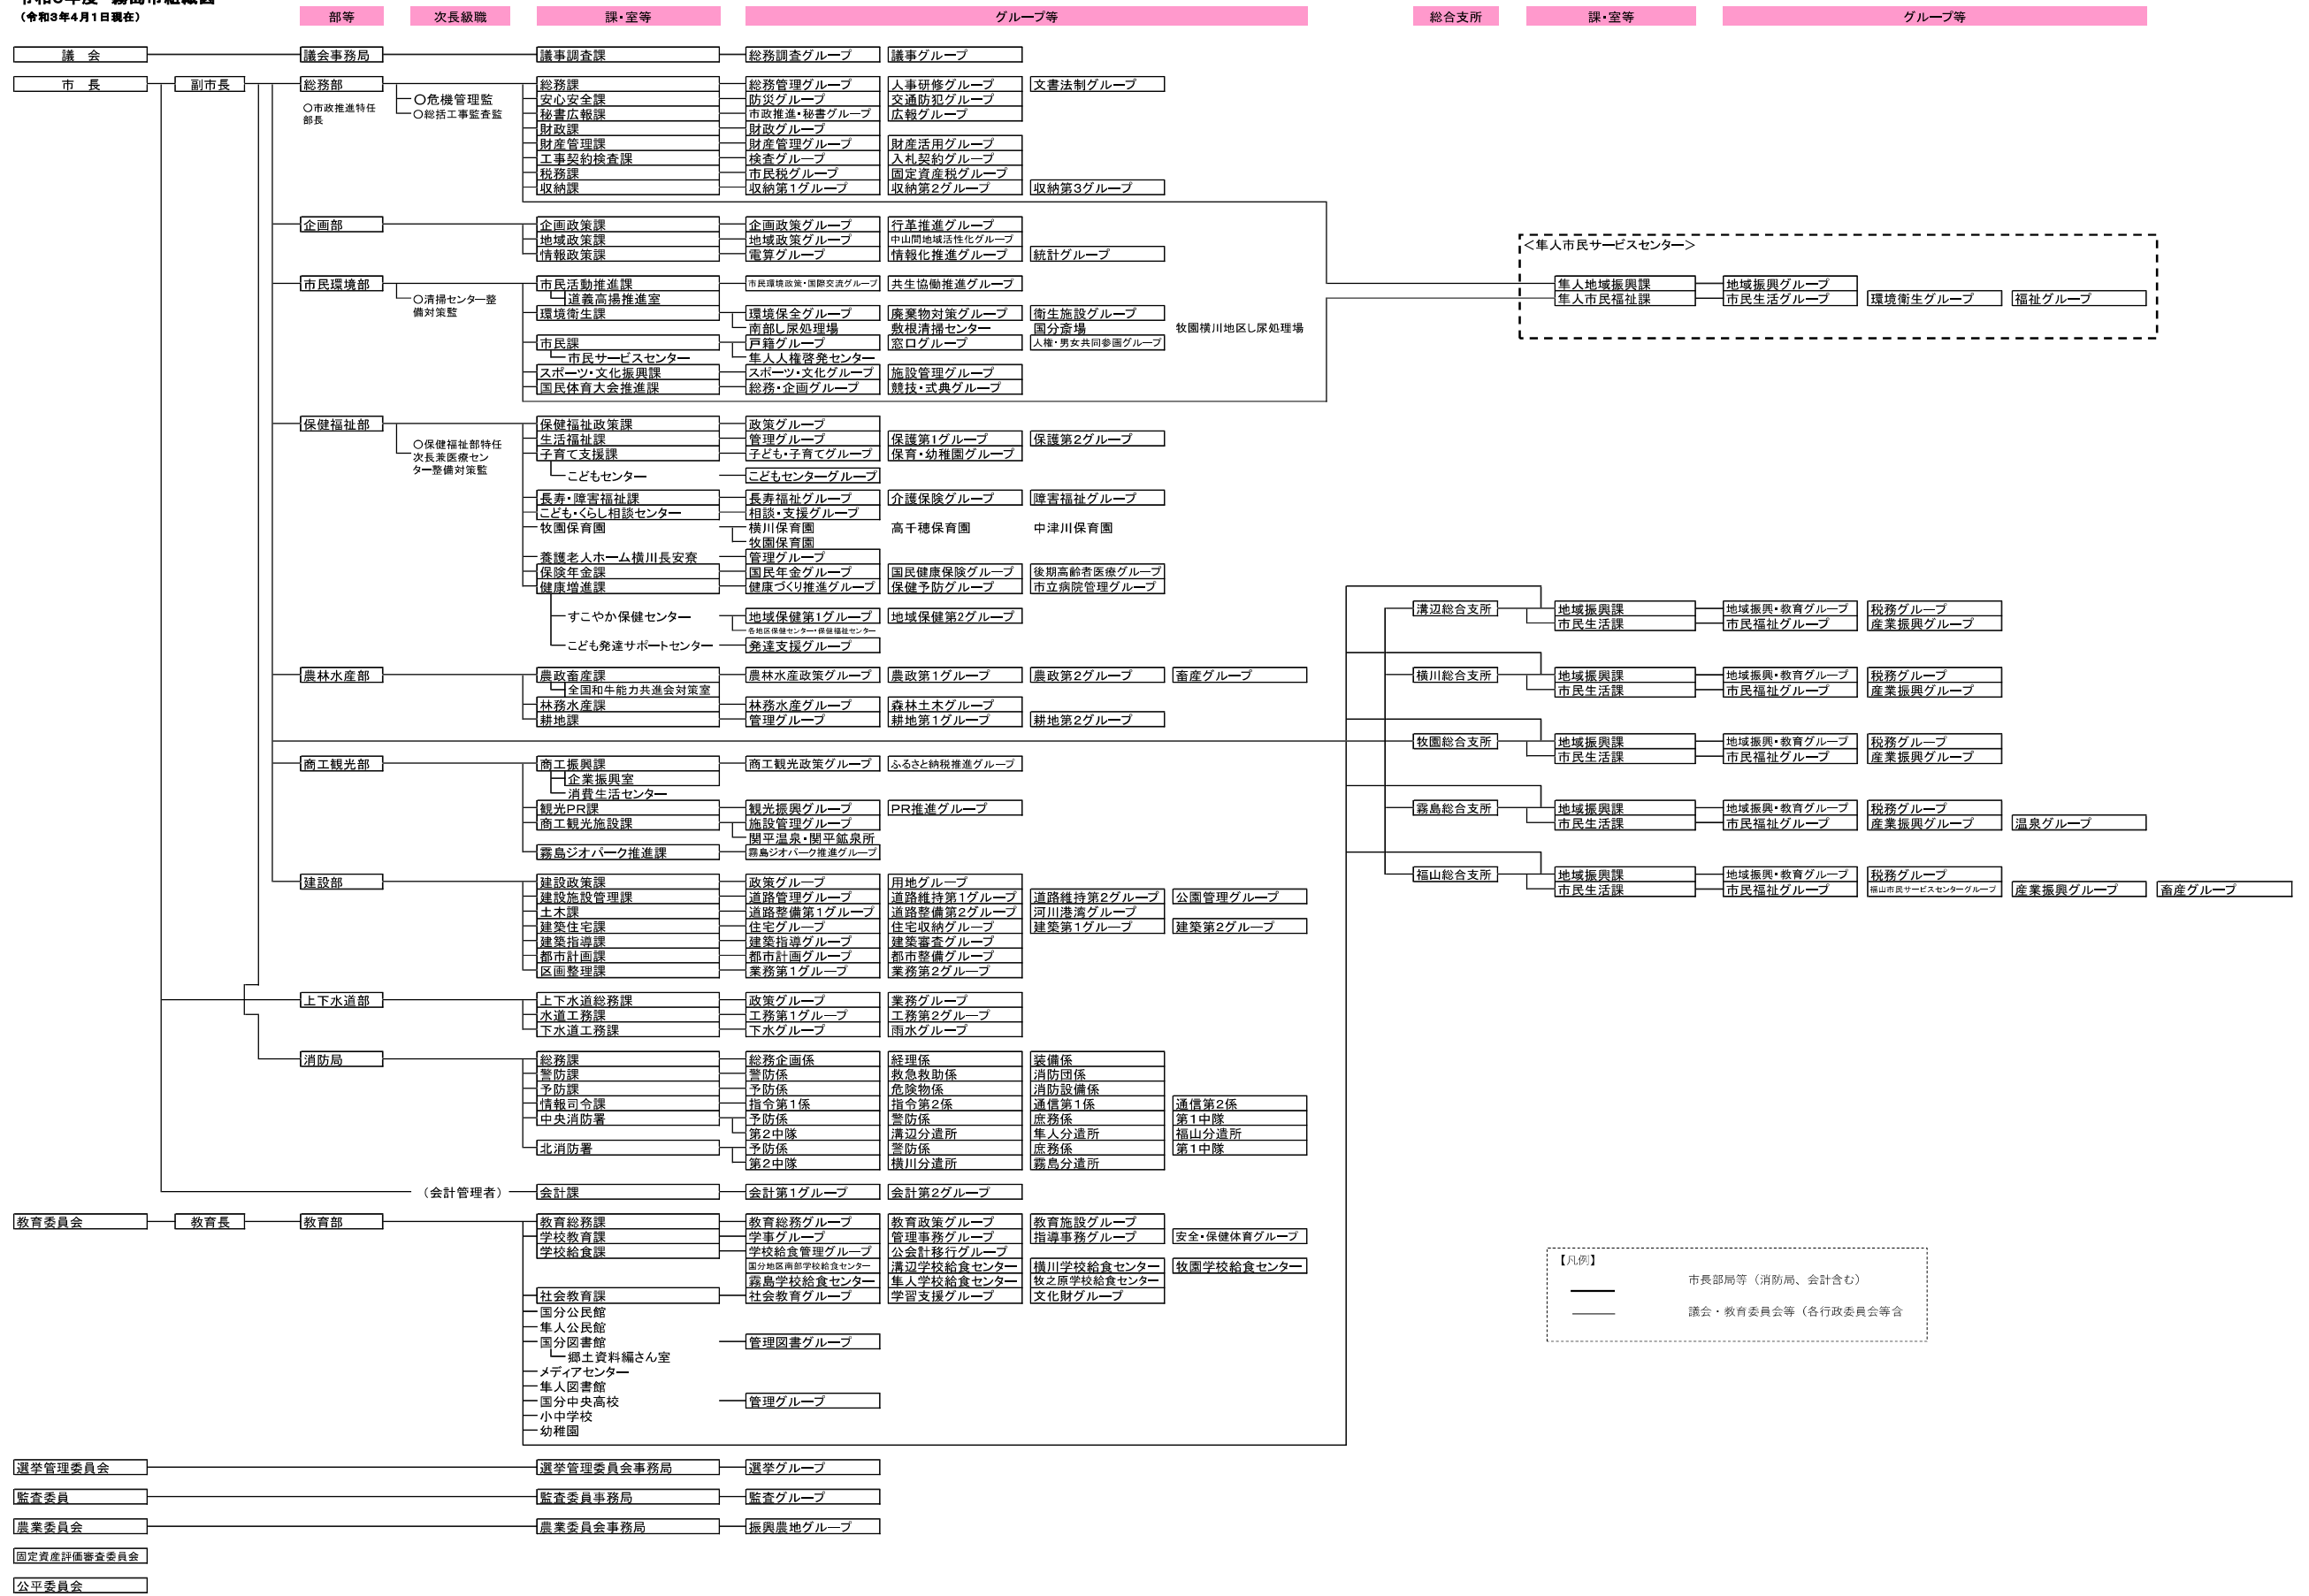 （令和3年4月1日現在）
部等 次長級職 課・室等 グループ等 総合支所 課・室等 グループ等
議　会 議会事務局 議事調査課 総務調査グループ 議事グループ
市　長 副市長 総務部 総務課 総務管理グループ 人事研修グループ 文書法制グループ
〇市政推進特任
部長
〇危機管理監
〇総括工事監査監
安心安全課 防災グループ 交通防犯グループ
秘書広報課 市政推進・秘書グループ 広報グループ
財政課 財政グループ
財産管理課 財産管理グループ 財産活用グループ
工事契約検査課 検査グループ 入札契約グループ
税務課 市民税グループ 固定資産税グループ
収納課 収納第1グループ 収納第2グループ 収納第3グループ
企画部 企画政策課 企画政策グループ 行革推進グループ
地域政策課 地域政策グループ 中山間地域活性化グループ
情報政策課 電算グループ 情報化推進グループ 統計グループ
＜隼人市民サービスセンター＞
隼人地域振興課 地域振興グループ
隼人市民福祉課 市民生活グループ 環境衛生グループ 福祉グループ
市民環境部 市民活動推進課 市民環境政策・国際交流グループ 共生協働推進グループ
〇清掃センター整
備対策監
道義高揚推進室
環境衛生課 環境保全グループ 廃棄物対策グループ 衛生施設グループ
南部し尿処理場 敷根清掃センター 国分斎場 牧園横川地区し尿処理場
市民課 戸籍グループ 窓口グループ 人権・男女共同参画グループ
市民サービスセンター 隼人人権啓発センター
スポーツ・文化振興課 スポーツ・文化グループ 施設管理グループ
国民体育大会推進課 総務・企画グループ 競技・式典グループ
保健福祉部 保健福祉政策課 政策グループ
〇保健福祉部特任
次長兼医療セン
ター整備対策監
生活福祉課 管理グループ 保護第1グループ 保護第2グループ
子育て支援課 子ども・子育てグループ 保育・幼稚園グループ
こどもセンター こどもセンターグループ
長寿・障害福祉課 長寿福祉グループ 介護保険グループ 障害福祉グループ
こども・くらし相談センター 相談・支援グループ
牧園保育園 横川保育園 高千穂保育園 中津川保育園
牧園保育園
養護老人ホーム横川長安寮 管理グループ
保険年金課 国民年金グループ 国民健康保険グループ 後期高齢者医療グループ
健康増進課 健康づくり推進グループ 保健予防グループ 市立病院管理グループ
すこやか保健センター 地域保健第1グループ 地域保健第2グループ
各地区保健センター・保健福祉センター
こども発達サポートセンター 発達支援グループ
溝辺総合支所 地域振興課 地域振興・教育グループ 税務グループ
市民生活課 市民福祉グループ 産業振興グループ
農林水産部 農政畜産課 農林水産政策グループ 農政第1グループ 農政第2グループ 畜産グループ
全国和牛能力共進会対策室
林務水産課 林務水産グループ 森林土木グループ
耕地課 管理グループ 耕地第1グループ 耕地第2グループ
横川総合支所 地域振興課 地域振興・教育グループ 税務グループ
市民生活課 市民福祉グループ 産業振興グループ
牧園総合支所 地域振興課 地域振興・教育グループ 税務グループ
市民生活課 市民福祉グループ 産業振興グループ
商工観光部 商工振興課 商工観光政策グループ ふるさと納税推進グループ
企業振興室
消費生活センター
観光PR課 観光振興グループ PR推進グループ
商工観光施設課 施設管理グループ
関平温泉・関平鉱泉所
霧島ジオパーク推進課 霧島ジオパーク推進グループ
霧島総合支所 地域振興課 地域振興・教育グループ 税務グループ
市民生活課 市民福祉グループ 産業振興グループ 温泉グループ
福山総合支所 地域振興課 地域振興・教育グループ 税務グループ
市民生活課 市民福祉グループ 福山市民サービスセンターグループ 産業振興グループ 畜産グループ
建設部 建設政策課 政策グループ 用地グループ
建設施設管理課 道路管理グループ 道路維持第1グループ 道路維持第2グループ 公園管理グループ
土木課 道路整備第1グループ 道路整備第2グループ 河川港湾グループ
建築住宅課 住宅グループ 住宅収納グループ 建築第1グループ 建築第2グループ
建築指導課 建築指導グループ 建築審査グループ
都市計画課 都市計画グループ 都市整備グループ
区画整理課 業務第1グループ 業務第2グループ
上下水道部 上下水道総務課 政策グループ 業務グループ
水道工務課 工務第1グループ 工務第2グループ
下水道工務課 下水グループ 雨水グループ
消防局 総務課 総務企画係 経理係 装備係
警防課 警防係 救急救助係 消防団係
予防課 予防係 危険物係 消防設備係
情報司令課 指令第1係 指令第2係 通信第1係 通信第2係
中央消防署 予防係 警防係 庶務係 第1中隊
第2中隊 溝辺分遣所 隼人分遣所 福山分遣所
北消防署 予防係 警防係 庶務係 第1中隊
第2中隊 横川分遣所 霧島分遣所
（会計管理者） 会計課 会計第1グループ 会計第2グループ
教育委員会 教育長 教育部 教育総務課 教育総務グループ 教育政策グループ 教育施設グループ
学校教育課 学事グループ 管理事務グループ 指導事務グループ 安全・保健体育グループ
学校給食課 学校給食管理グループ 公会計移行グループ
国分地区南部学校給食センター 溝辺学校給食センター 横川学校給食センター 牧園学校給食センター
霧島学校給食センター 隼人学校給食センター 牧之原学校給食センター
社会教育課 社会教育グループ 学習支援グループ 文化財グループ
国分公民館
隼人公民館
国分図書館 管理図書グループ
郷土資料編さん室
メディアセンター
隼人図書館
国分中央高校 管理グループ
小中学校
幼稚園
【凡例】
市長部局等（消防局、会計含む）
議会・教育委員会等（各行政委員会等含
選挙管理委員会 選挙管理委員会事務局 選挙グループ
監査委員 監査委員事務局 監査グループ
農業委員会 農業委員会事務局 振興農地グループ
固定資産評価審査委員会
公平委員会